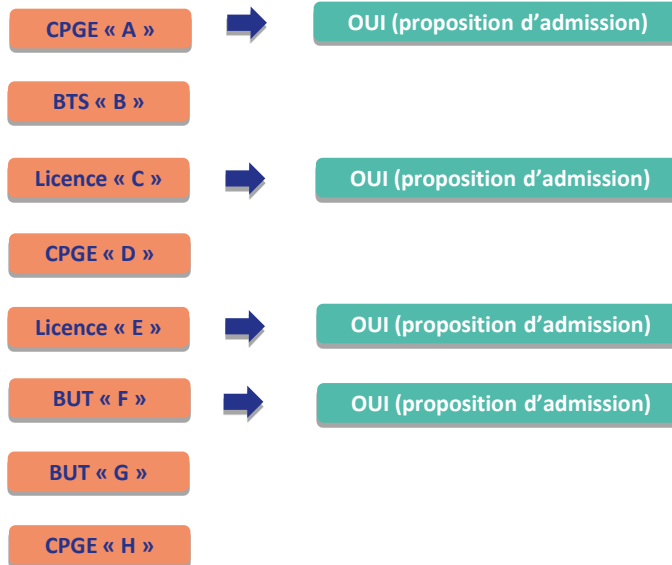 CPGE « A »
OUI (proposition d’admission)
BTS « B »
Licence « C »
OUI (proposition d’admission)
CPGE « D »
Licence « E »
OUI (proposition d’admission)
BUT « F »
OUI (proposition d’admission)
BUT « G »
CPGE « H »